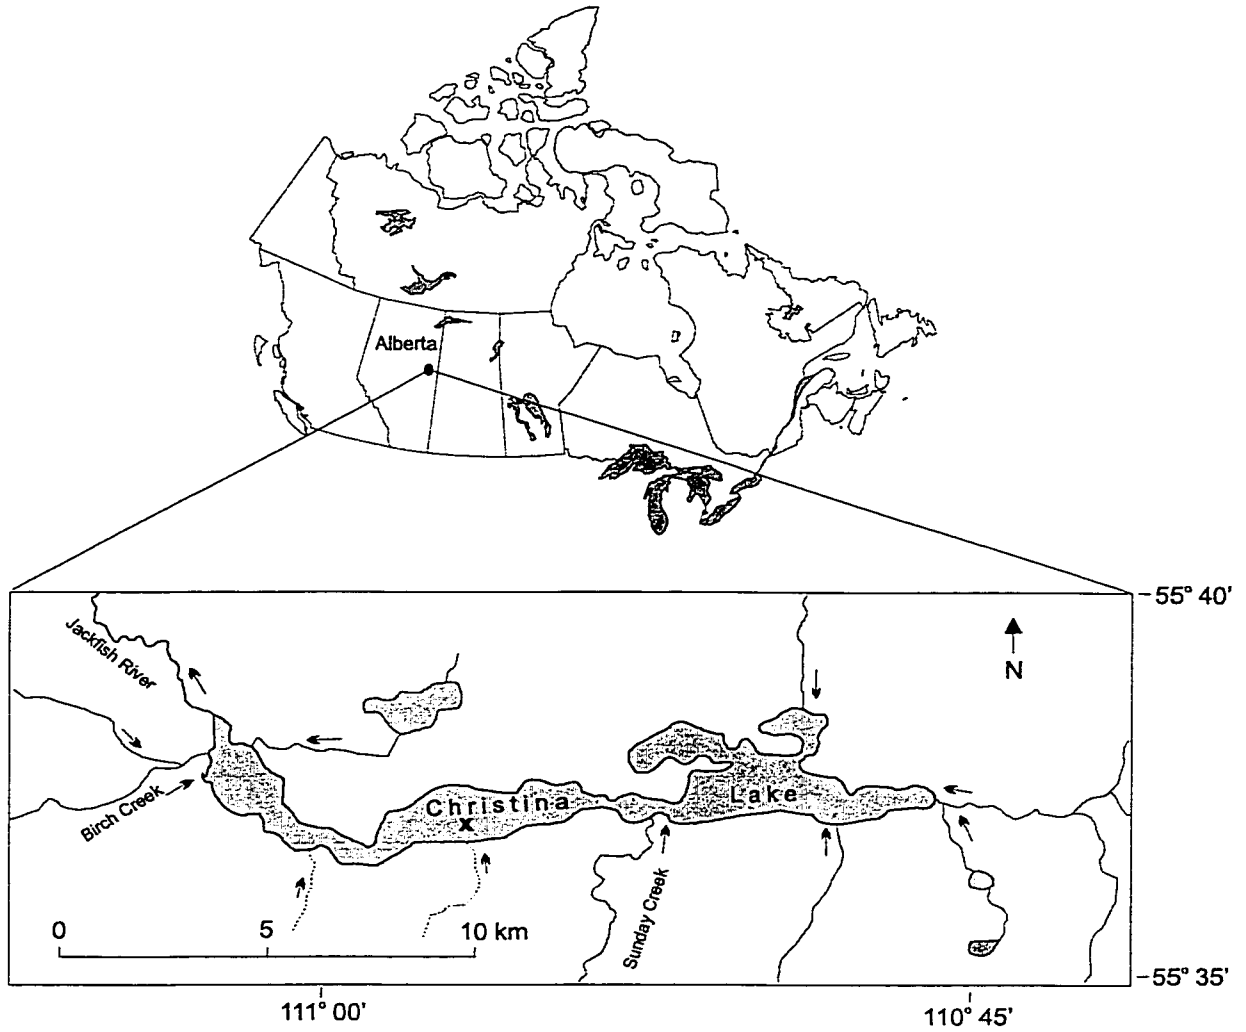 Alberta
55° 40'
Jackfish River
N
Birch Creek
Christina
Lake
x
Sunday Creek
0 5 10 km
55° 35'
111° 00'
110° 45'